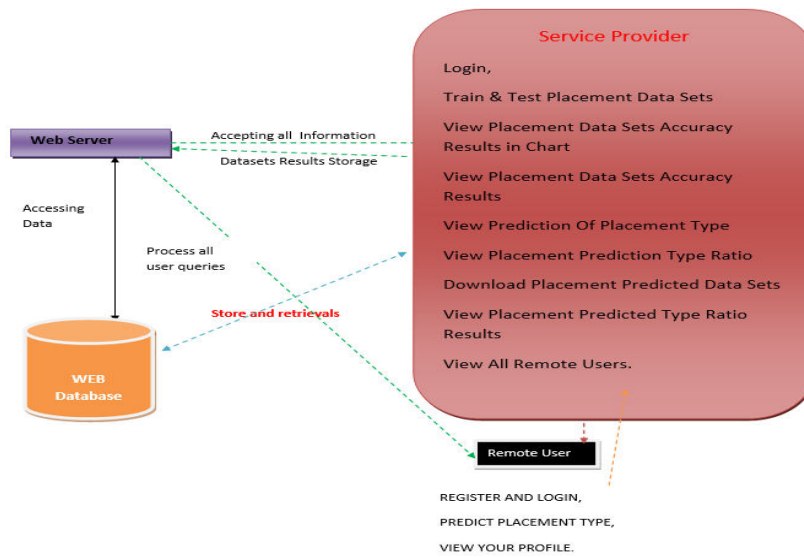 Service Provider
Login,
Train & Test Placement Data Sets
View Placement Data Sets Accuracy
Results in Chart
View Placement Data Sets Accuracy
Results
View Prediction Of Placement Type
View Placement Prediction Type Ratio
Download Placement Predicted Data Sets
View Placement Predicted Type Ratio
Results
View All Remote Users.
Web Server
Accepting all Information
Datasets Results Storage
Accessing
Data
Process all
user queries
Store and retrievals
WEB
Database
Remote User
REGISTER AND LOGIN,
PREDICT PLACEMENT TYPE,
VIEW YOUR PROFILE.